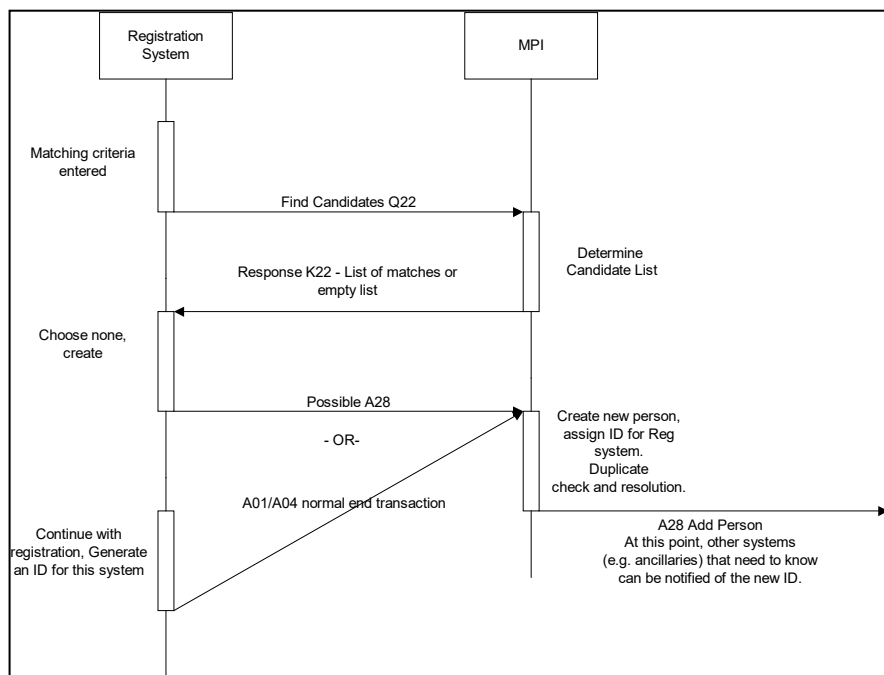 Registration
System
MPI
Matching criteria
entered
Find Candidates Q22
Determine
Candidate List
Response K22 - List of matches or
empty list
Choose none,
create
Possible A28
- OR-
Create new person,
assign ID for Reg
system.
Duplicate
check and resolution.
A01/A04 normal end transaction
Continue with
registration, Generate
an ID for this system
A28 Add Person
At this point, other systems
(e.g. ancillaries) that need to know
can be notified of the new ID.